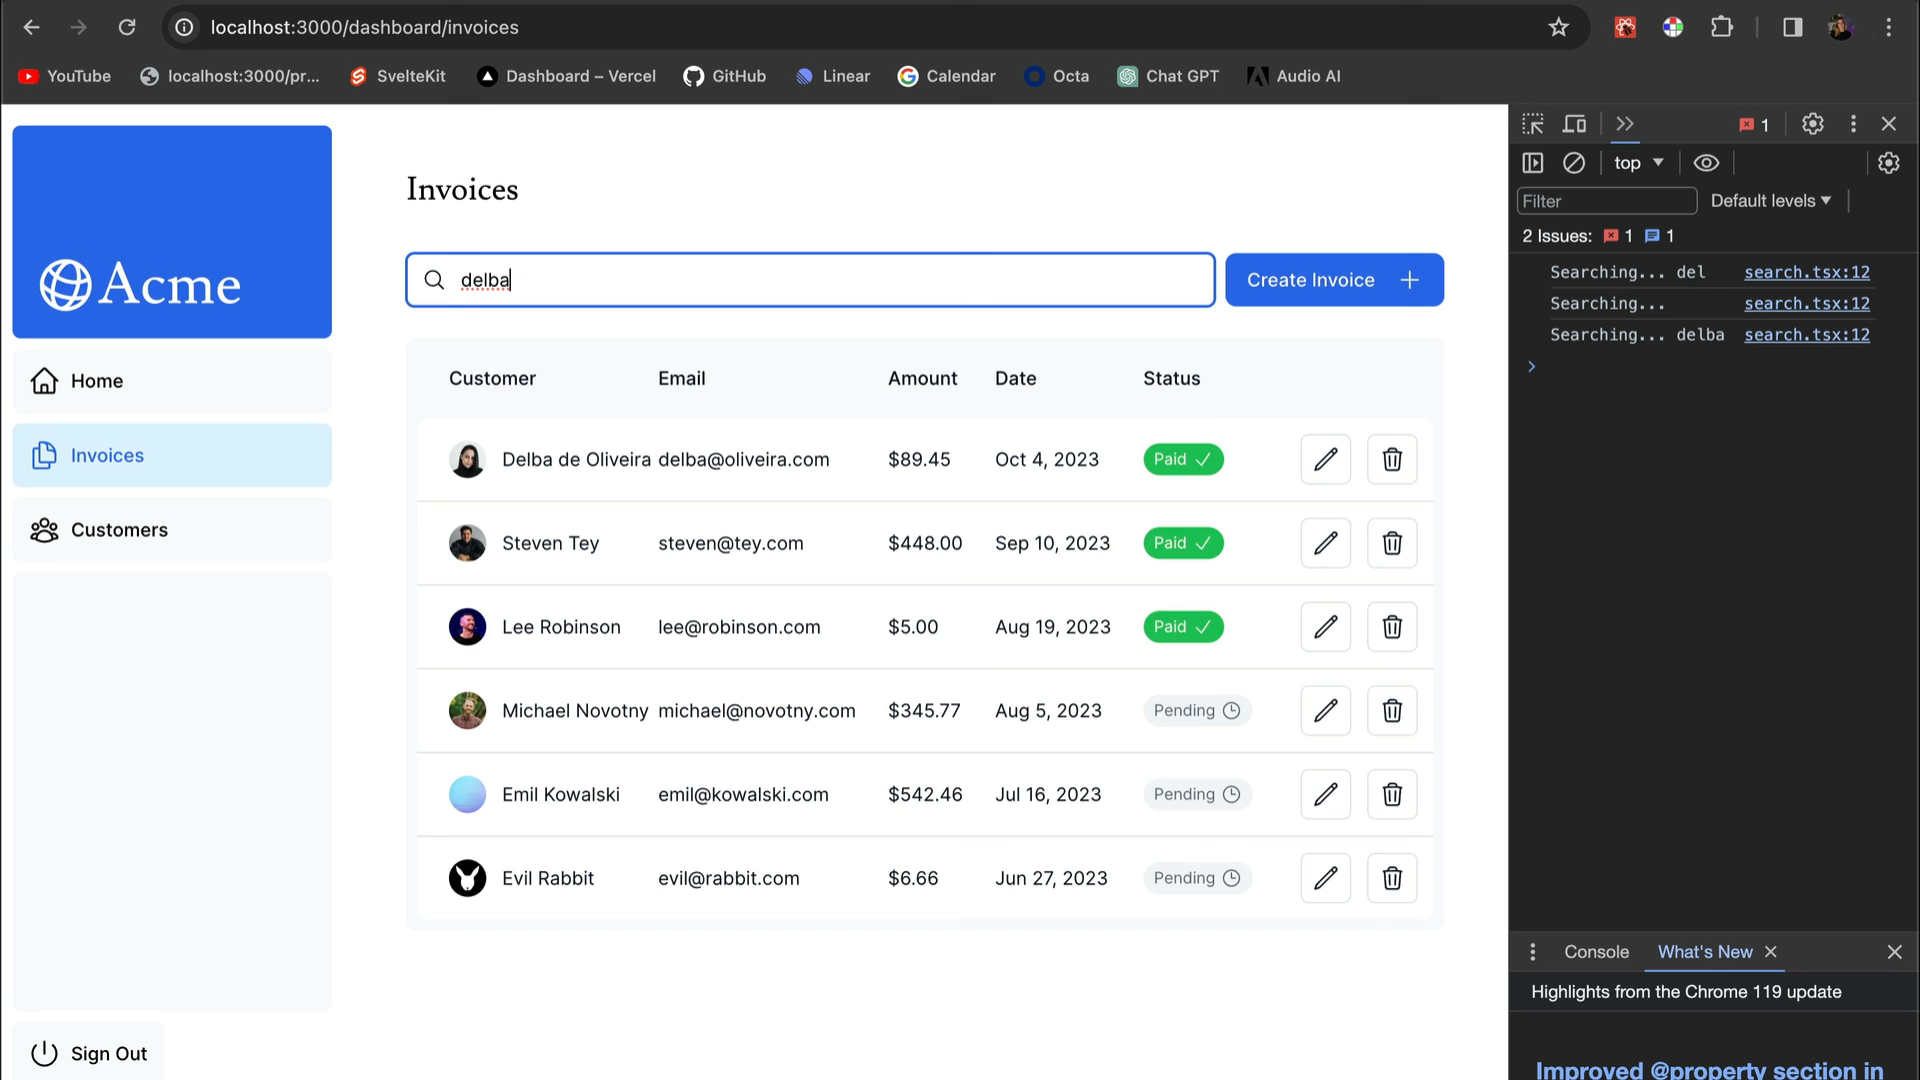 localhost:3000/dashboard/invoices
YouTube localhost:3000/pr... SvelteKit Dashboard – Vercel GitHub Linear Calendar Octa Chat GPT Audio AI
Acme
Home
Invoices
Customers
Sign Out
Invoices
delba
Create Invoice
Customer Email Amount Date Status
Delba de Oliveira delba@oliveira.com $89.45 Oct 4, 2023 Paid
Steven Tey steven@tey.com $448.00 Sep 10, 2023 Paid
Lee Robinson lee@robinson.com $5.00 Aug 19, 2023 Paid
Michael Novotny michael@novotny.com $345.77 Aug 5, 2023 Pending
Emil Kowalski emil@kowalski.com $542.46 Jul 16, 2023 Pending
Evil Rabbit evil@rabbit.com $6.66 Jun 27, 2023 Pending
1
top
Filter Default levels
2 Issues: 1 1
Searching... del search.tsx:12
Searching... search.tsx:12
Searching... delba search.tsx:12
Console What's New
Highlights from the Chrome 119 update
Improved @property section in